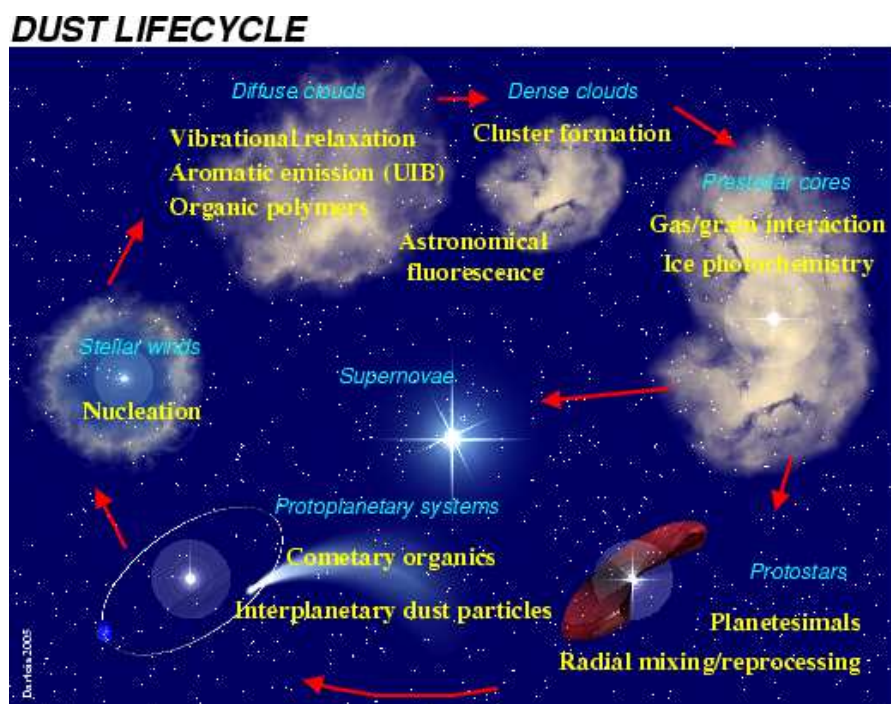 DUST LIFECYCLE
Diffuse clouds
Dense clouds
Vibrational relaxation
Aromatic emission (UIB)
Organic polymers
Cluster formation
Prestellar cores
Gas/grain interaction
Ice photochemistry
Astronomical
fluorescence
Stellar winds
Nucleation
Supernovae
Protoplanetary systems
Cometary organics
Interplanetary dust particles
Protostars
Planetesimals
Radial mixing/reprocessing
Dartois 2005